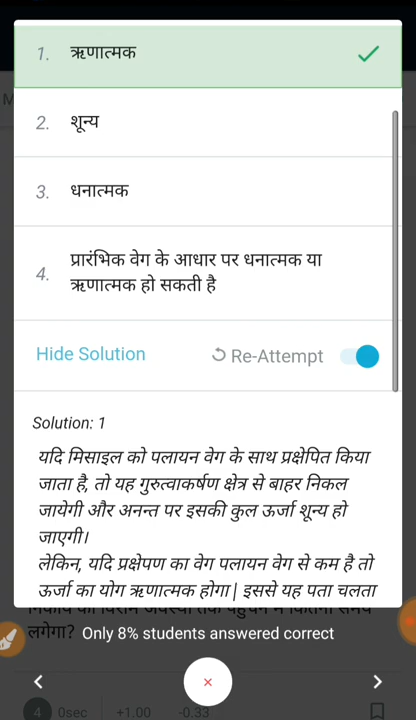 1. ऋणात्मक
2. शून्य
3. धनात्मक
प्रारंभिक वेग के आधार पर धनात्मक या
4. ऋणात्मक हो सकती है
Hide Solution Re-Attempt
Solution: 1
यदि मिसाइल को पलायन वेग के साथ प्रक्षेपित किया
जाता है, तो यह गुरुत्वाकर्षण क्षेत्र से बाहर निकल
जायेगी और अनन्त पर इसकी कुल ऊर्जा शून्य हो
जाएगी।
लेकिन, यदि प्रक्षेपण का वेग पलायन वेग से कम है तो
ऊर्जा का योग ऋणात्मक होगा| इससे यह पता चलता
लगेगा? Only 8% students answered correct
4 0sec +1.00 -0.33